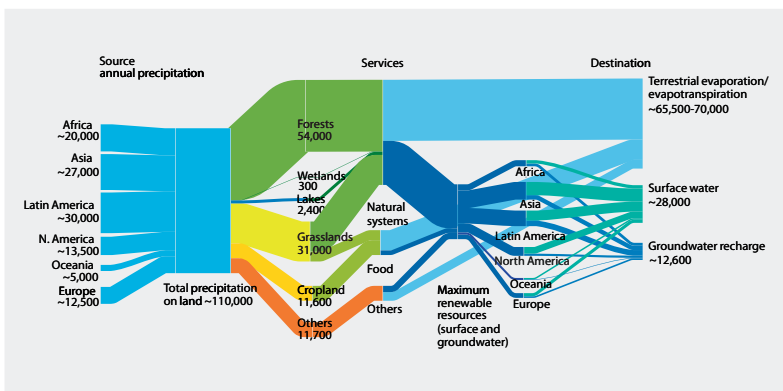 Source
annual precipitation
Services
Destination
Africa
~20,000
Asia
~27,000
Latin America
~30,000
N. America
~13,500
Oceania
~5,000
Europe
~12,500
Total precipitation
on land ~110,000
Forests
54,000
Wetlands
300
Lakes
2,400
Grasslands
31,000
Cropland
11,600
Others
11,700
Natural
systems
Food
Others
Maximum
renewable
resources
(surface and
groundwater)
Africa
Asia
Latin America
North America
Oceania
Europe
Terrestrial evaporation/
evapotranspiration
~65,500-70,000
Surface water
~28,000
Groundwater recharge
~12,600